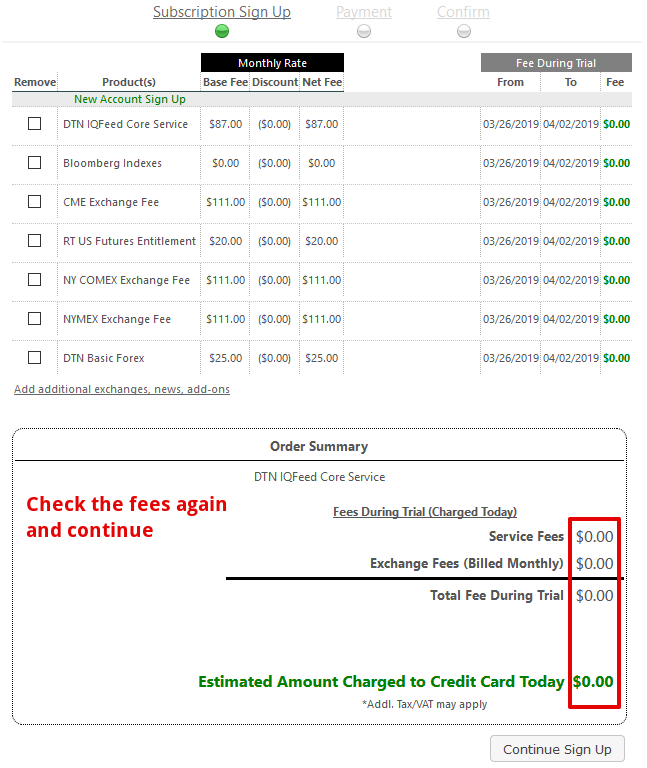 Subscription Sign Up Payment Confirm
Monthly Rate Fee During Trial
Remove Product(s) Base Fee Discount Net Fee From To Fee
New Account Sign Up
DTN IQFeed Core Service $87.00 ($0.00) $87.00 03/26/2019 04/02/2019 $0.00
Bloomberg Indexes $0.00 ($0.00) $0.00 03/26/2019 04/02/2019 $0.00
CME Exchange Fee $111.00 ($0.00) $111.00 03/26/2019 04/02/2019 $0.00
RT US Futures Entitlement $20.00 ($0.00) $20.00 03/26/2019 04/02/2019 $0.00
NY COMEX Exchange Fee $111.00 ($0.00) $111.00 03/26/2019 04/02/2019 $0.00
NYMEX Exchange Fee $111.00 ($0.00) $111.00 03/26/2019 04/02/2019 $0.00
DTN Basic Forex $25.00 ($0.00) $25.00 03/26/2019 04/02/2019 $0.00
Add additional exchanges, news, add-ons
Order Summary
DTN IQFeed Core Service
Check the fees again
and continue
Fees During Trial (Charged Today)
Service Fees $0.00
Exchange Fees (Billed Monthly) $0.00
Total Fee During Trial $0.00
Estimated Amount Charged to Credit Card Today $0.00
*Addl. Tax/VAT may apply
Continue Sign Up